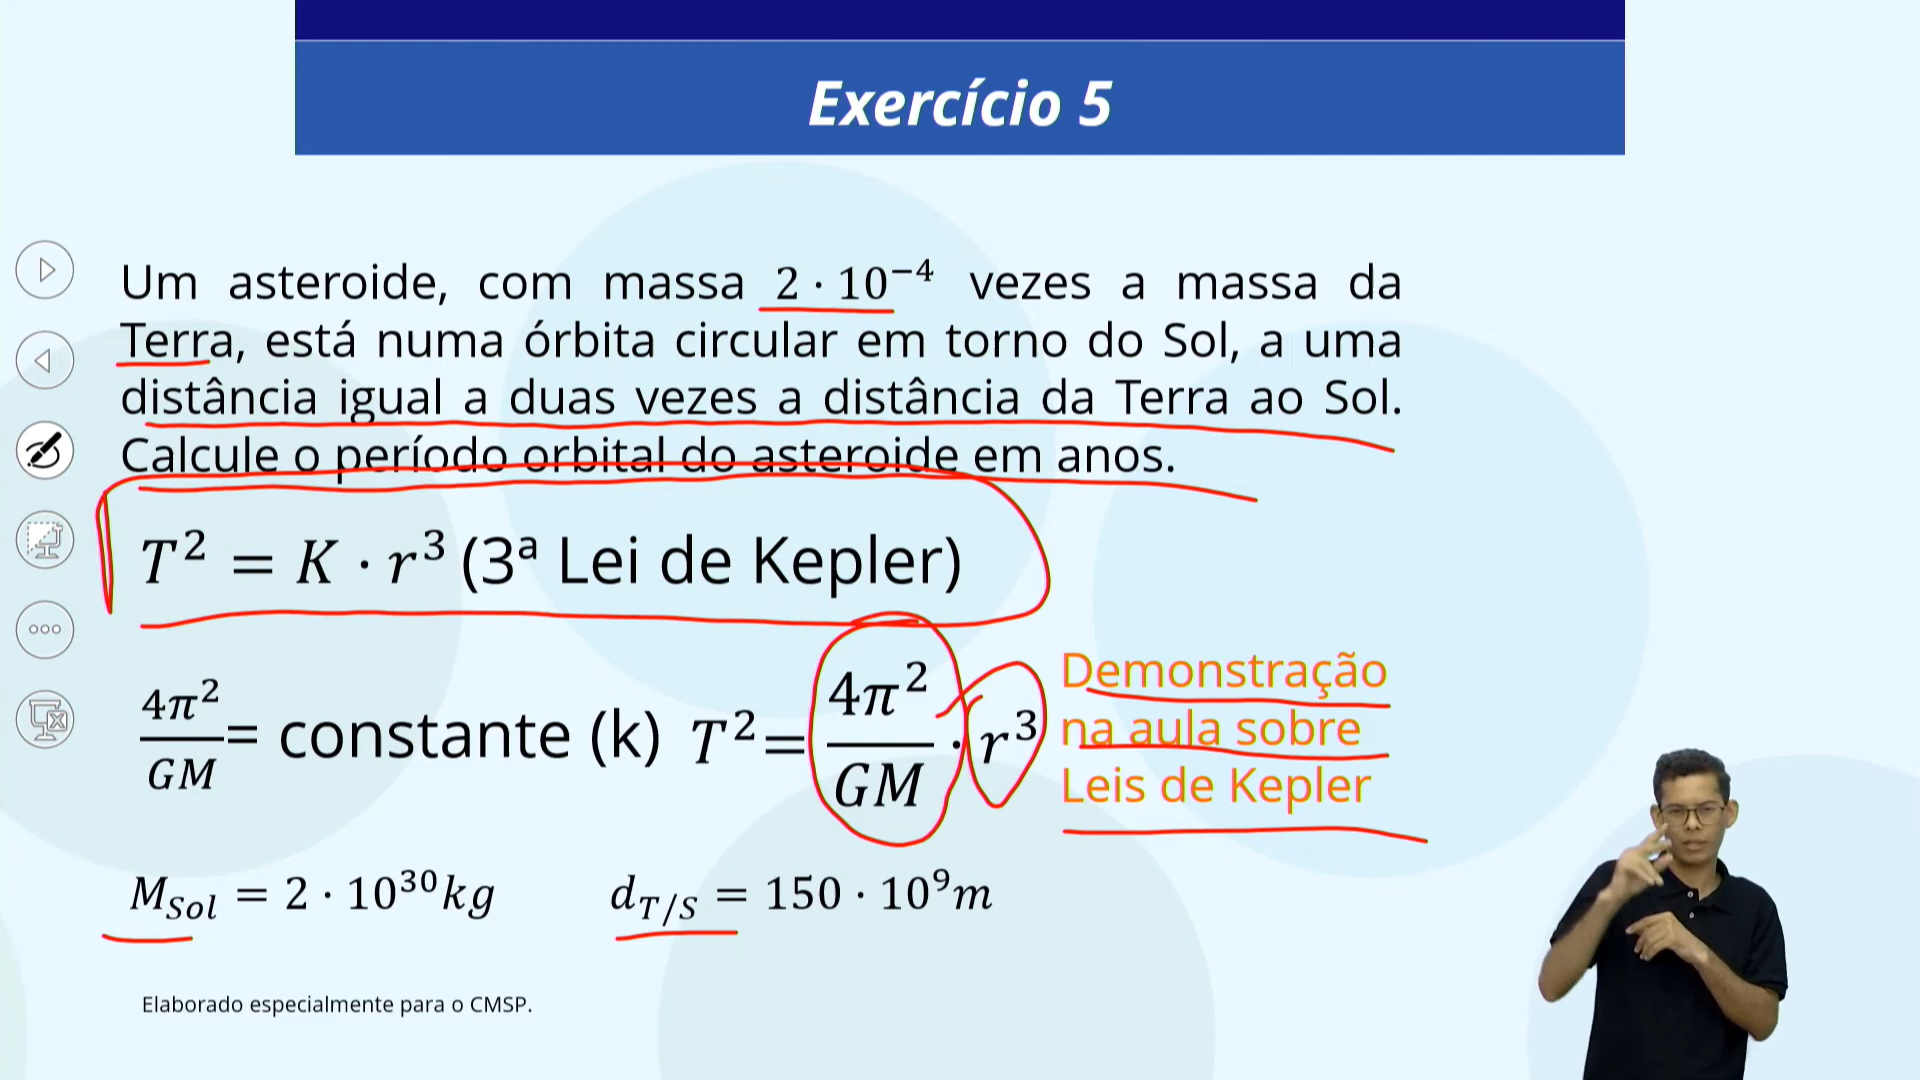 Exercício 5
Um asteroide, com massa 2 · 10⁻⁴ vezes a massa da
Terra, está numa órbita circular em torno do Sol, a uma
distância igual a duas vezes a distância da Terra ao Sol.
Calcule o período orbital do asteroide em anos.
T² = K · r³ (3ª Lei de Kepler)
4π²/GM = constante (k) T² = 4π²/GM · r³
Demonstração
na aula sobre
Leis de Kepler
M_Sol = 2 · 10³⁰kg d_T/S = 150 · 10⁹m
Elaborado especialmente para o CMSP.